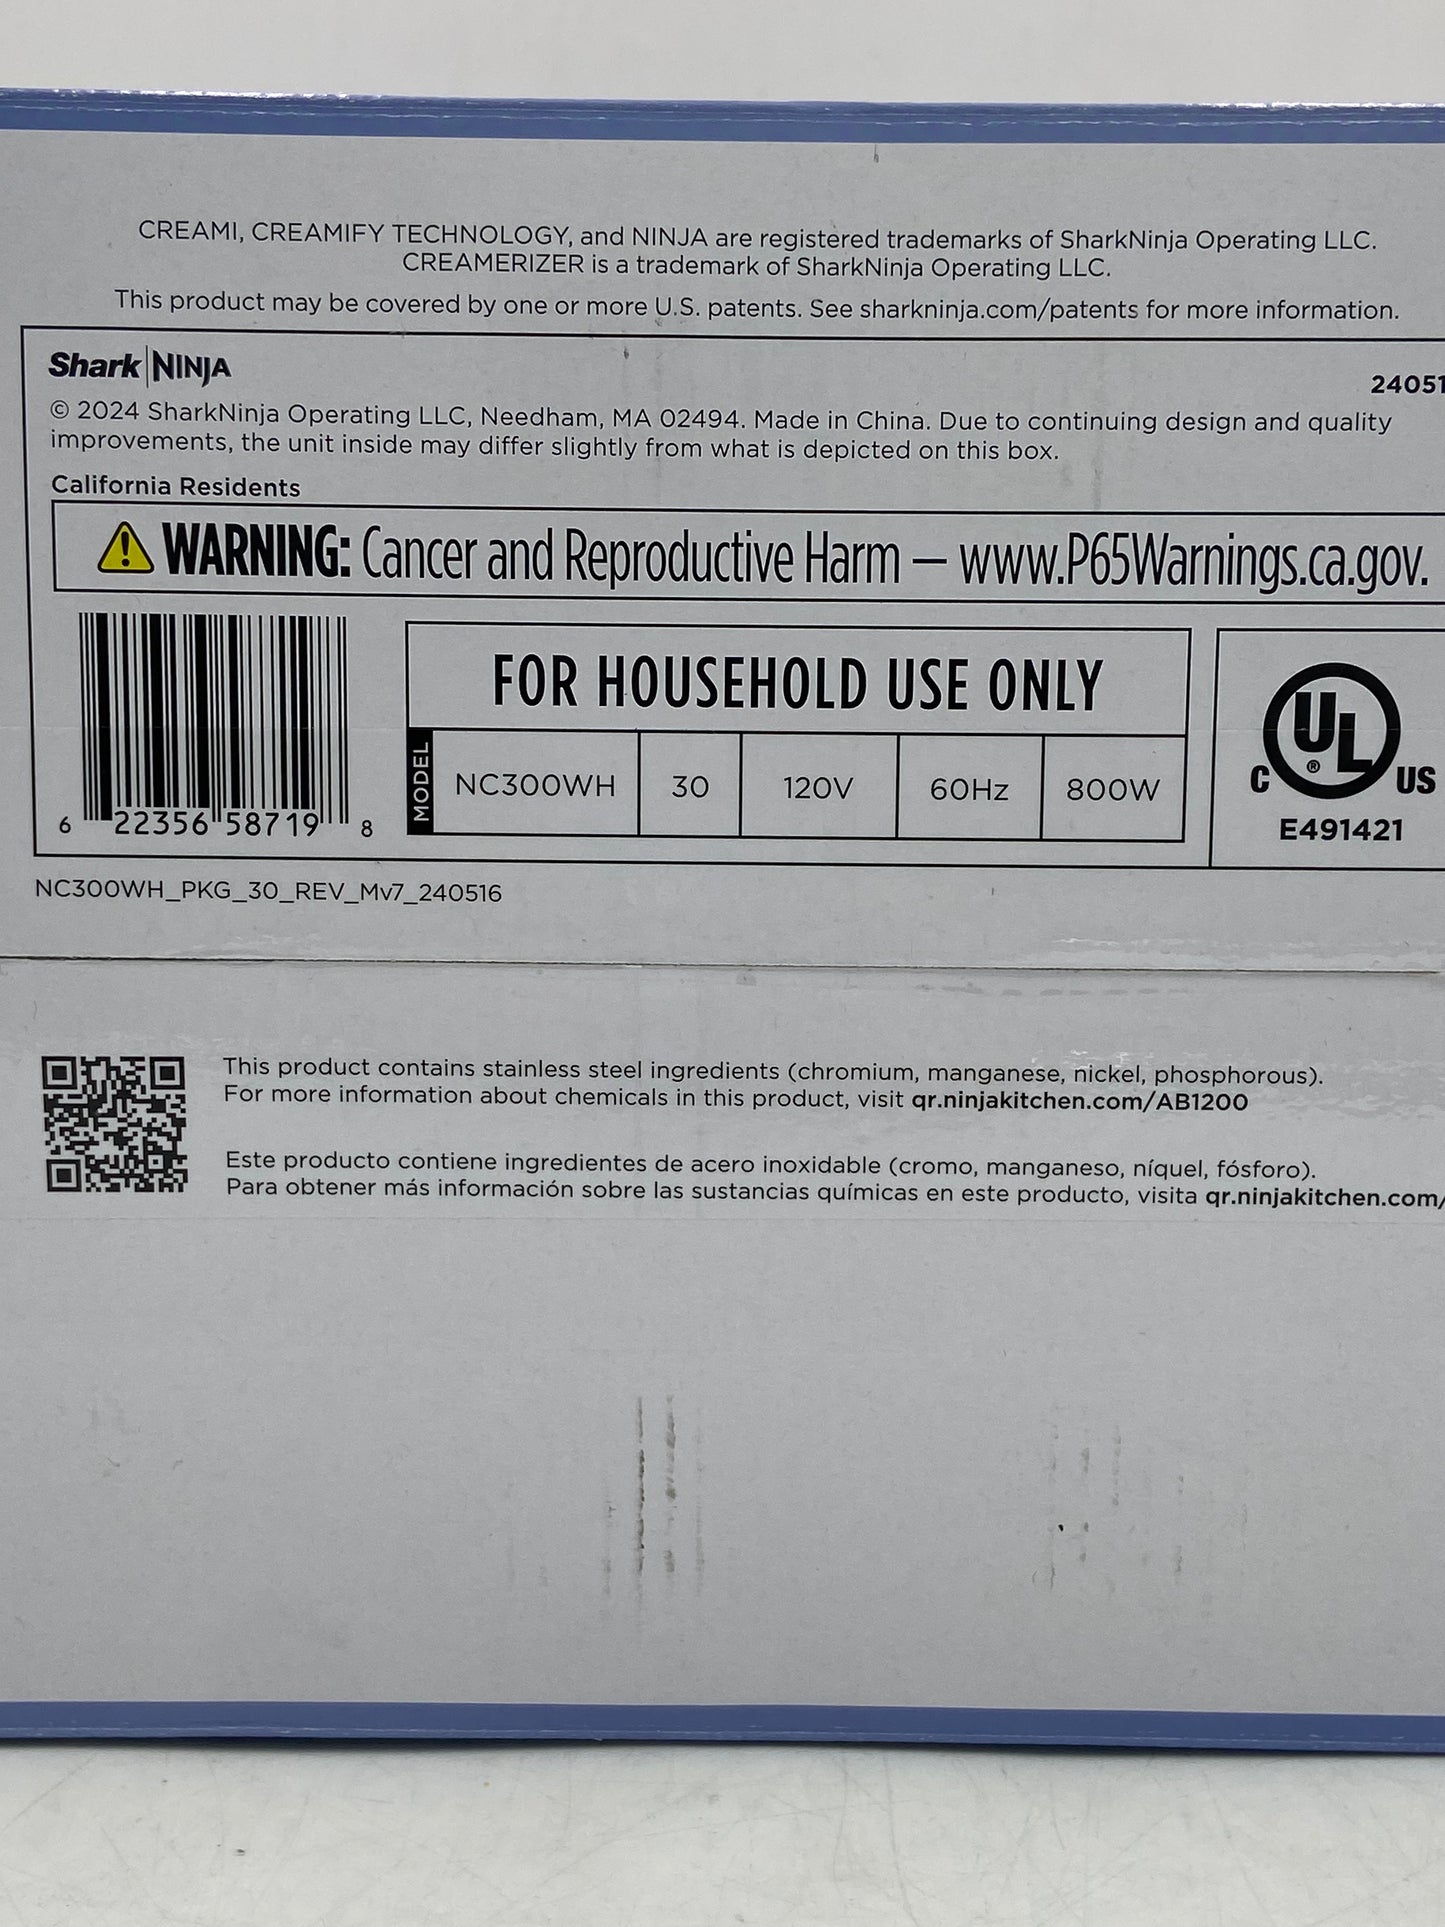 CREAMI, CREAMIFY TECHNOLOGY, and NINJA are registered trademarks of SharkNinja Operating LLC.
CREAMERIZER is a trademark of SharkNinja Operating LLC.
This product may be covered by one or more U.S. patents. See sharkninja.com/patents for more information.
Shark NINJA
24051
© 2024 SharkNinja Operating LLC, Needham, MA 02494. Made in China. Due to continuing design and quality
improvements, the unit inside may differ slightly from what is depicted on this box.
California Residents
WARNING: Cancer and Reproductive Harm – www.P65Warnings.ca.gov.
FOR HOUSEHOLD USE ONLY
MODEL NC300WH 30 120V 60Hz 800W
C UL ® US
E491421
6 22356 58719 8
NC300WH_PKG_30_REV_Mv7_240516
This product contains stainless steel ingredients (chromium, manganese, nickel, phosphorous).
For more information about chemicals in this product, visit qr.ninjakitchen.com/AB1200
Este producto contiene ingredientes de acero inoxidable (cromo, manganeso, níquel, fósforo).
Para obtener más información sobre las sustancias químicas en este producto, visita qr.ninjakitchen.com/